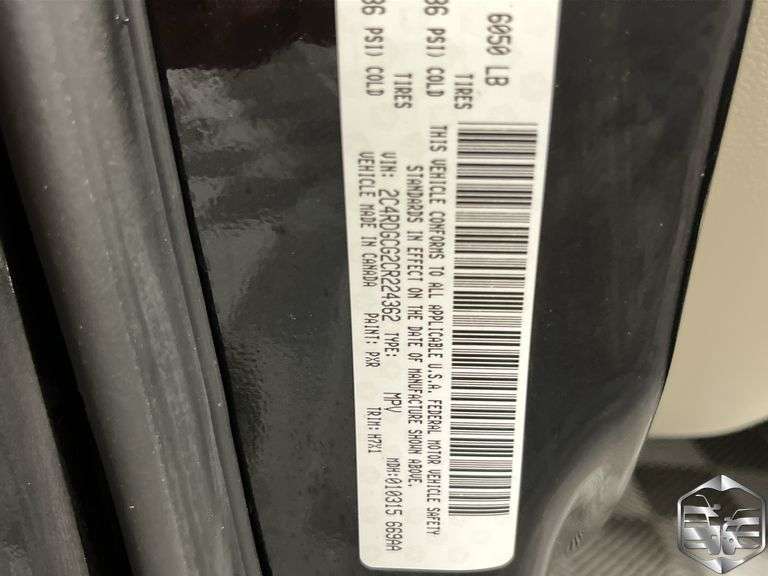 6050 LB
36 PSI) COLD
TIRES
36 PSI) COLD
TIRES
THIS VEHICLE CONFORMS TO ALL APPLICABLE U.S.A. FEDERAL MOTOR VEHICLE SAFETY
STANDARDS IN EFFECT ON THE DATE OF MANUFACTURE SHOWN ABOVE.
VIN: 2C4RDGCG2CR224362 TYPE: MPV MDH:010315 669AA
VEHICLE MADE IN CANADA PAINT: PXR TRIM: H7X1